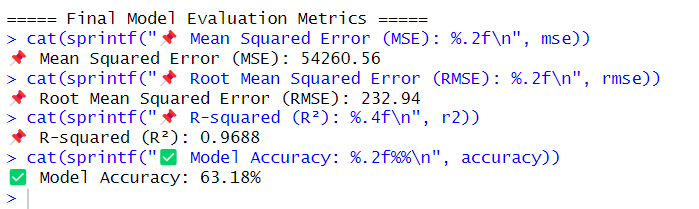 ===== Final Model Evaluation Metrics =====
> cat(sprintf("📌 Mean Squared Error (MSE): %.2f\n", mse))
📌 Mean Squared Error (MSE): 54260.56
> cat(sprintf("📌 Root Mean Squared Error (RMSE): %.2f\n", rmse))
📌 Root Mean Squared Error (RMSE): 232.94
> cat(sprintf("📌 R-squared (R²): %.4f\n", r2))
📌 R-squared (R²): 0.9688
> cat(sprintf("✅ Model Accuracy: %.2f%%\n", accuracy))
✅ Model Accuracy: 63.18%
>